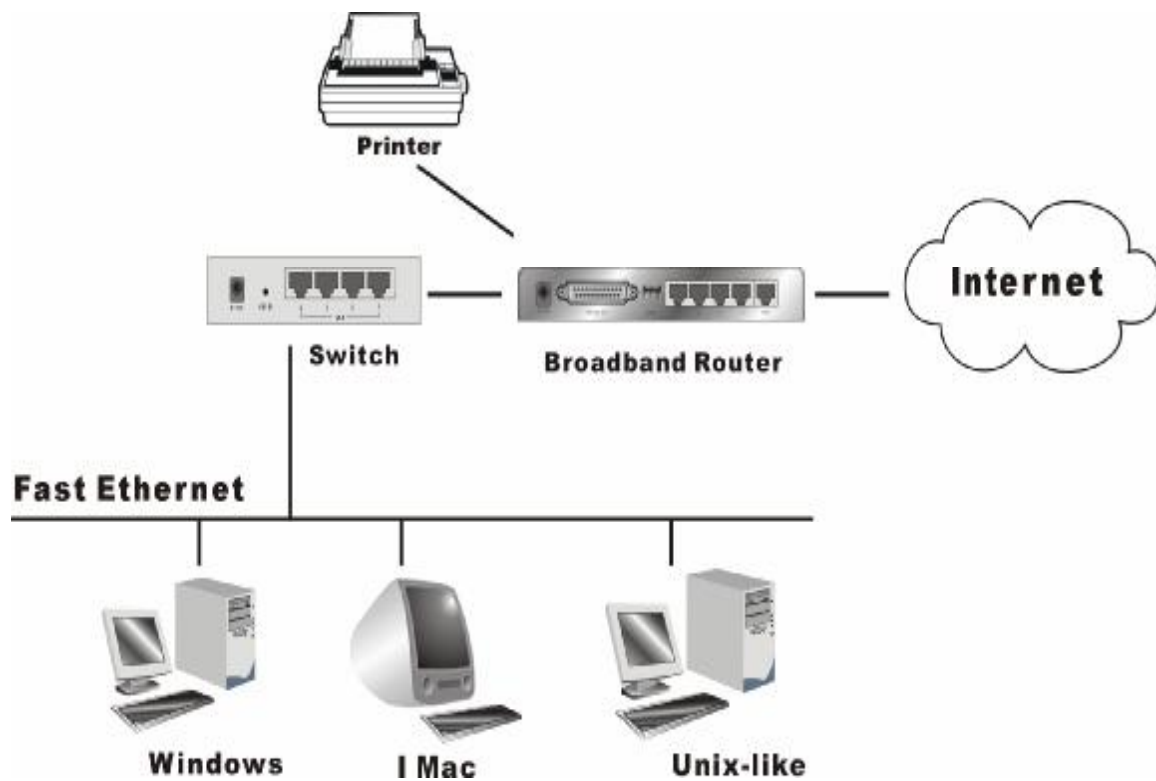 Printer
Internet
Switch
Broadband Router
Fast Ethernet
Windows
I Mac
Unix-like